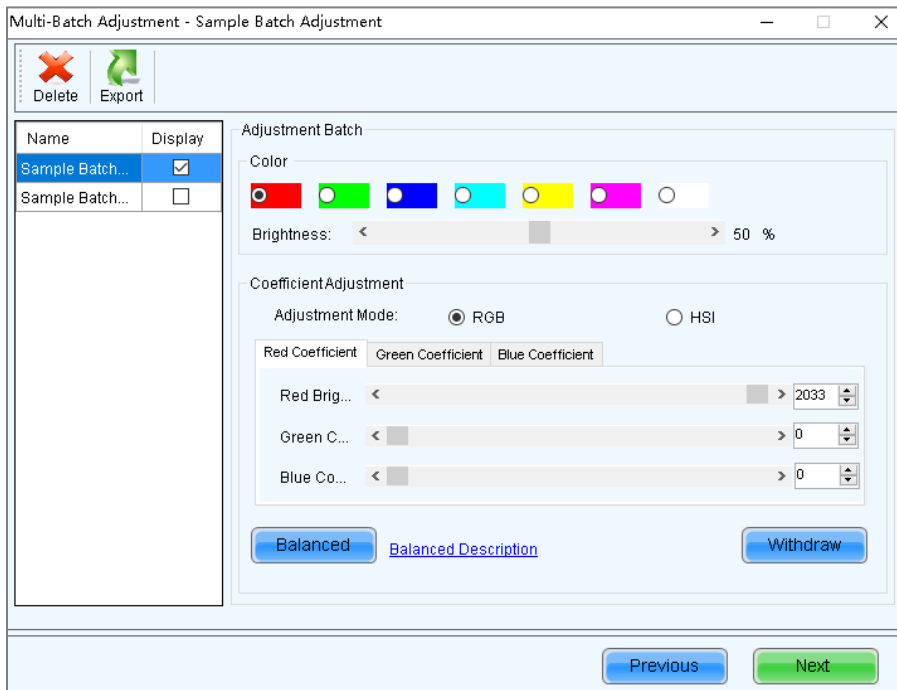 Multi-Batch Adjustment - Sample Batch Adjustment
Delete Export
Name Display
Sample Batch...
Sample Batch...
Adjustment Batch
Color
Brightness: 50 %
Coefficient Adjustment
Adjustment Mode: RGB HSI
Red Coefficient Green Coefficient Blue Coefficient
Red Brig... 2033
Green C... 0
Blue Co... 0
Balanced Balanced Description Withdraw
Previous Next